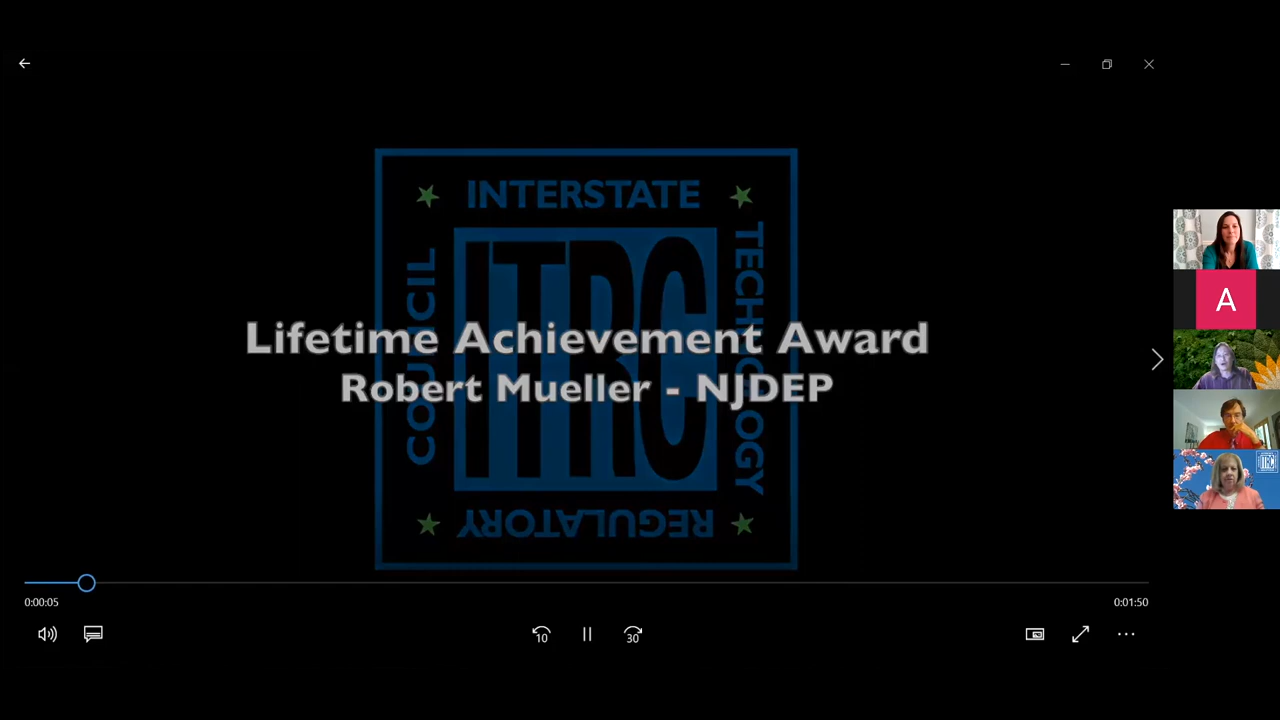 INTERSTATE
TECHNOLOGY
REGULATORY
COUNCIL
ITRC
Lifetime Achievement Award
Robert Mueller - NJDEP
A
ITRC
0:00:05
0:01:50
10
30